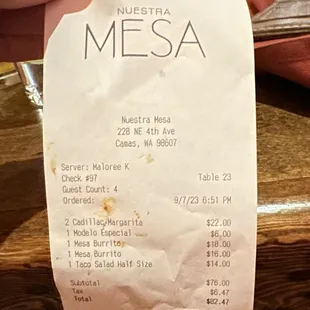 NUESTRA
MESA
Nuestra Mesa
228 NE 4th Ave
Camas, WA 98607
Server: Maloree K
Check #97 Table 23
Guest Count: 4
Ordered: 9/7/23 6:51 PM
2 Cadillac Margarita $22.00
1 Modelo Especial $6.00
1 Mesa Burrito $18.00
1 Mesa Burrito $16.00
1 Taco Salad Half Size $14.00
Subtotal $76.00
Tax $6.47
Total $82.47